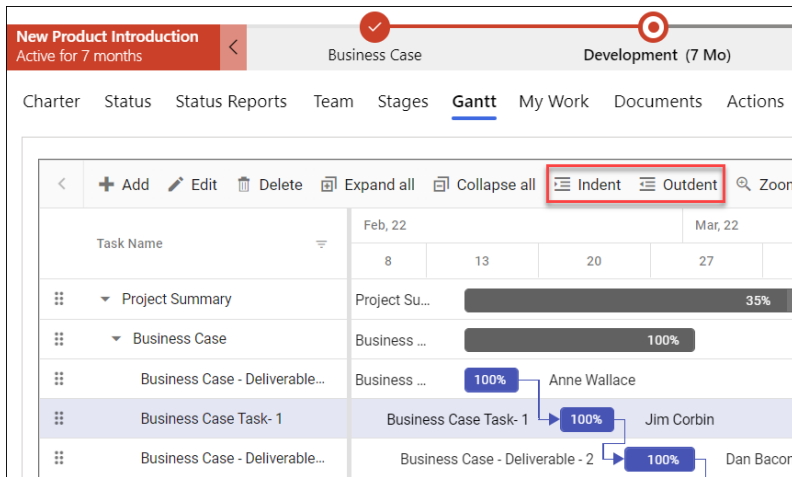 New Product Introduction
Active for 7 months
Business Case
Development (7 Mo)
Charter Status Status Reports Team Stages Gantt My Work Documents Actions
Add Edit Delete Expand all Collapse all Indent Outdent Zoom
Task Name
Feb, 22 Mar, 22
8 13 20 27
Project Summary Project Su... 35%
Business Case Business ... 100%
Business Case - Deliverable... Business ... 100% Anne Wallace
Business Case Task- 1 Business Case Task- 1 100% Jim Corbin
Business Case - Deliverable... Business Case - Deliverable - 2 100% Dan Bacon